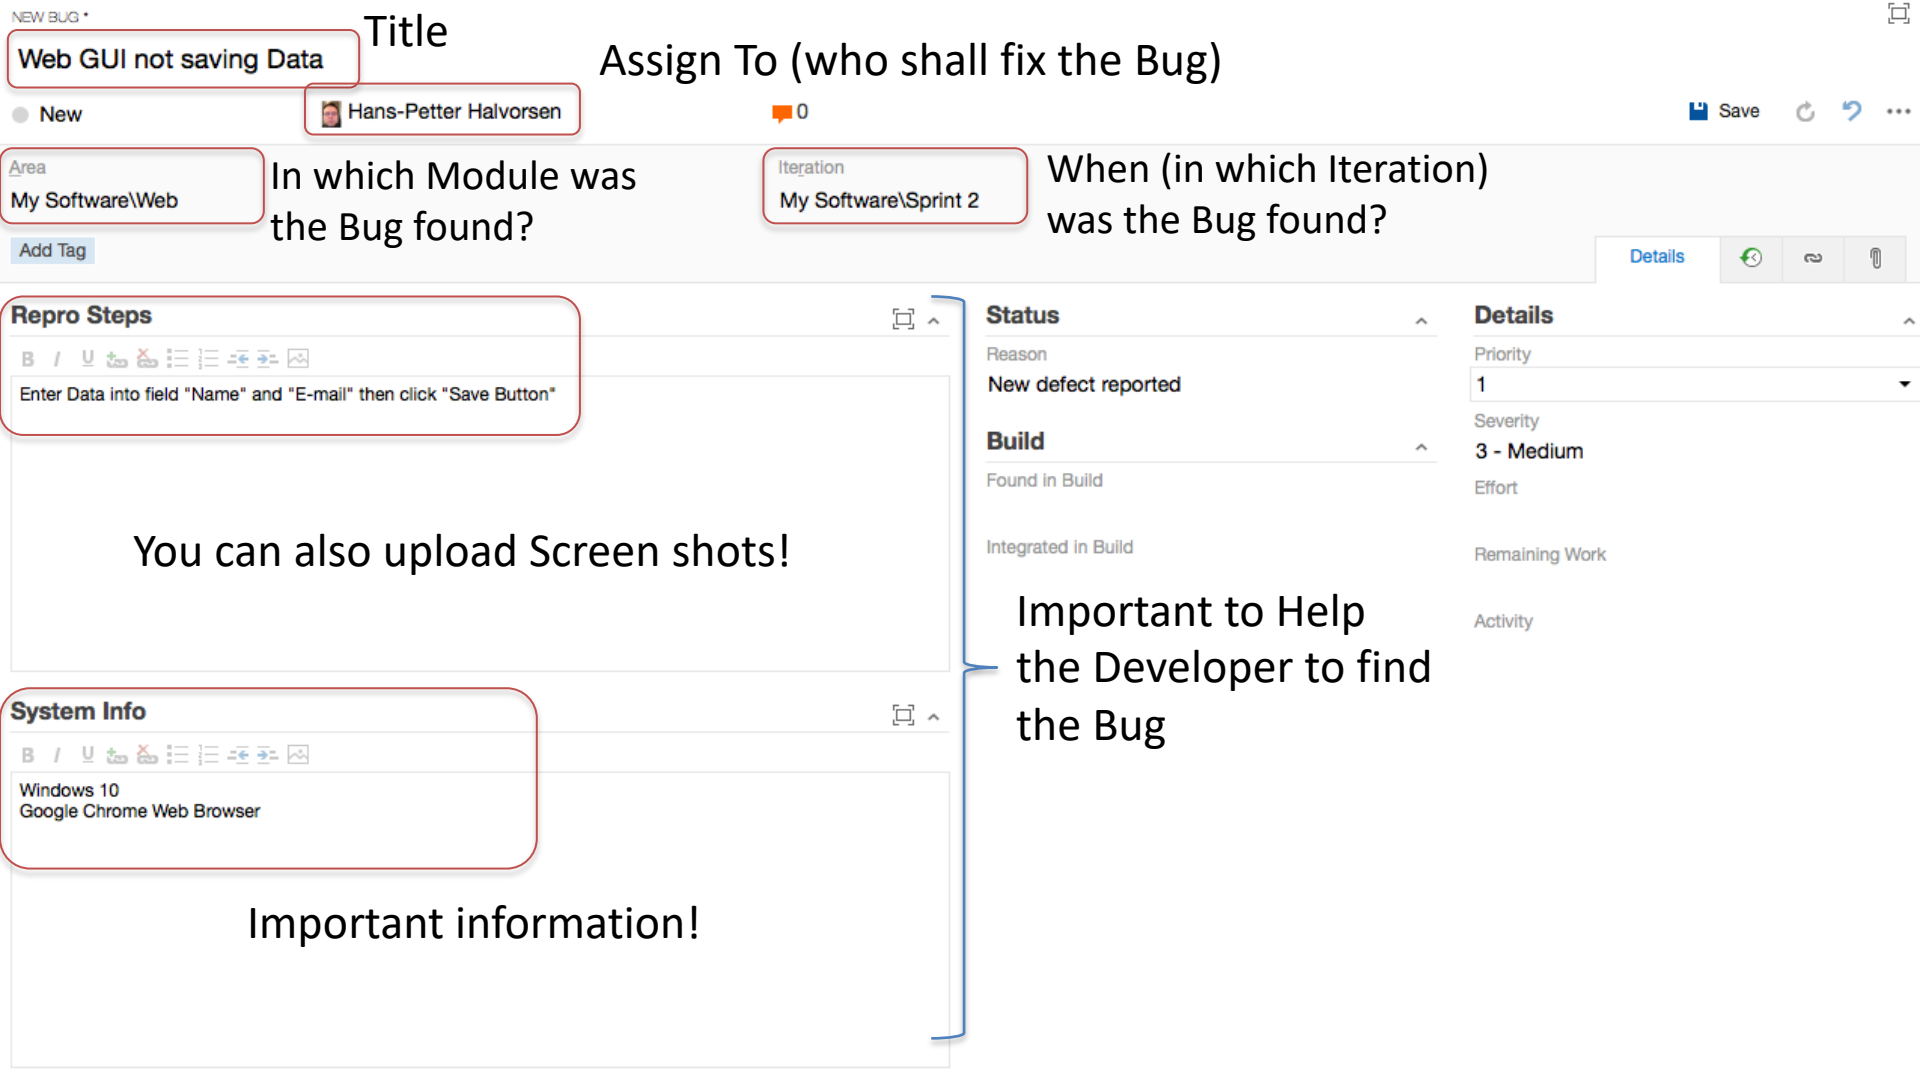 NEW BUG *
Title
Web GUI not saving Data
Assign To (who shall fix the Bug)
New
Hans-Petter Halvorsen
0
Save
Area
My Software\Web
In which Module was
the Bug found?
Iteration
My Software\Sprint 2
When (in which Iteration)
was the Bug found?
Add Tag
Details
Repro Steps
B I U
Enter Data into field "Name" and "E-mail" then click "Save Button"
You can also upload Screen shots!
System Info
B I U
Windows 10
Google Chrome Web Browser
Important information!
Status
Reason
New defect reported
Build
Found in Build
Integrated in Build
Important to Help
the Developer to find
the Bug
Details
Priority
1
Severity
3 - Medium
Effort
Remaining Work
Activity